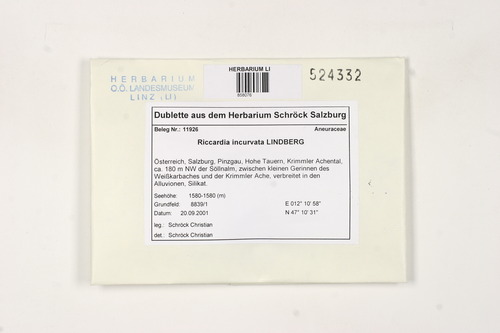 HERBARIUM
O.Ö. LANDESMUSEUM
LINZ (LI)
HERBARIUM LI
524332
Dublette aus dem Herbarium Schröck Salzburg
Beleg Nr.: 11926 Aneuraceae
Riccardia incurvata LINDBERG
Österreich, Salzburg, Pinzgau, Hohe Tauern, Krimmler Achental,
ca. 180 m NW der Söllnalm, zwischen kleinen Gerinnen des
Weißkarbaches und der Krimmler Ache, verbreitet in den
Alluvionen, Silikat.
Seehöhe: 1580-1580 (m)
Grundfeld: 8839/1 E 012° 10' 58"
Datum: 20.09.2001 N 47° 10' 31"
leg.: Schröck Christian
det.: Schröck Christian